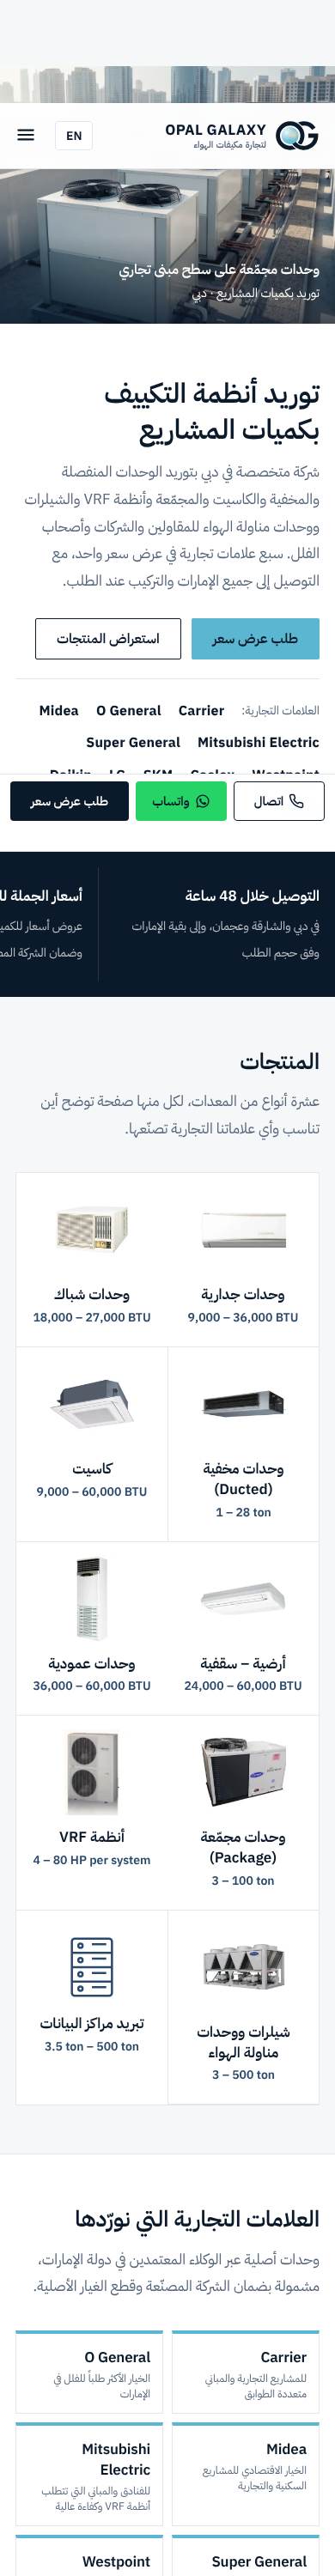 OPAL GALAXY
لتجارة مكيفات الهواء
EN
وحدات مجمّعة على سطح مبنى تجاري
توريد بكميات المشاريع · دبي
توريد أنظمة التكييف
بكميات المشاريع
شركة متخصصة في دبي بتوريد الوحدات المنفصلة
والمخفية والكاسيت والمجمّعة وأنظمة VRF والشيلرات
ووحدات مناولة الهواء للمقاولين والشركات وأصحاب
الفلل. سبع علامات تجارية في عرض سعر واحد، مع
التوصيل إلى جميع الإمارات والتركيب عند الطلب.
طلب عرض سعر
استعراض المنتجات
العلامات التجارية: Carrier O General Midea
Mitsubishi Electric Super General
اتصال
واتساب
طلب عرض سعر
التوصيل خلال 48 ساعة
في دبي والشارقة وعجمان، وإلى بقية الإمارات
وفق حجم الطلب
أسعار الجملة
عروض أسعار
وضمان الشركة
المنتجات
عشرة أنواع من المعدات، لكل منها صفحة توضح أين
تناسب وأي علاماتنا التجارية تصنّعها.
وحدات جدارية
9,000 – 36,000 BTU
وحدات شباك
18,000 – 27,000 BTU
وحدات مخفية
(Ducted)
1 – 28 ton
كاسيت
9,000 – 60,000 BTU
أرضية – سقفية
24,000 – 60,000 BTU
وحدات عمودية
36,000 – 60,000 BTU
وحدات مجمّعة
(Package)
3 – 100 ton
أنظمة VRF
4 – 80 HP per system
شيلرات ووحدات
مناولة الهواء
3 – 500 ton
تبريد مراكز البيانات
3.5 ton – 500 ton
العلامات التجارية التي نورّدها
وحدات أصلية عبر الوكلاء المعتمدين في دولة الإمارات،
مشمولة بضمان الشركة المصنّعة وقطع الغيار الأصلية.
Carrier
للمشاريع التجارية والمباني
متعددة الطوابق
O General
الخيار الأكثر طلباً للفلل في
الإمارات
Midea
الخيار الاقتصادي للمشاريع
السكنية والتجارية
Mitsubishi
Electric
للفنادق والمباني التي تتطلب
أنظمة VRF وكفاءة عالية
Super General
Westpoint